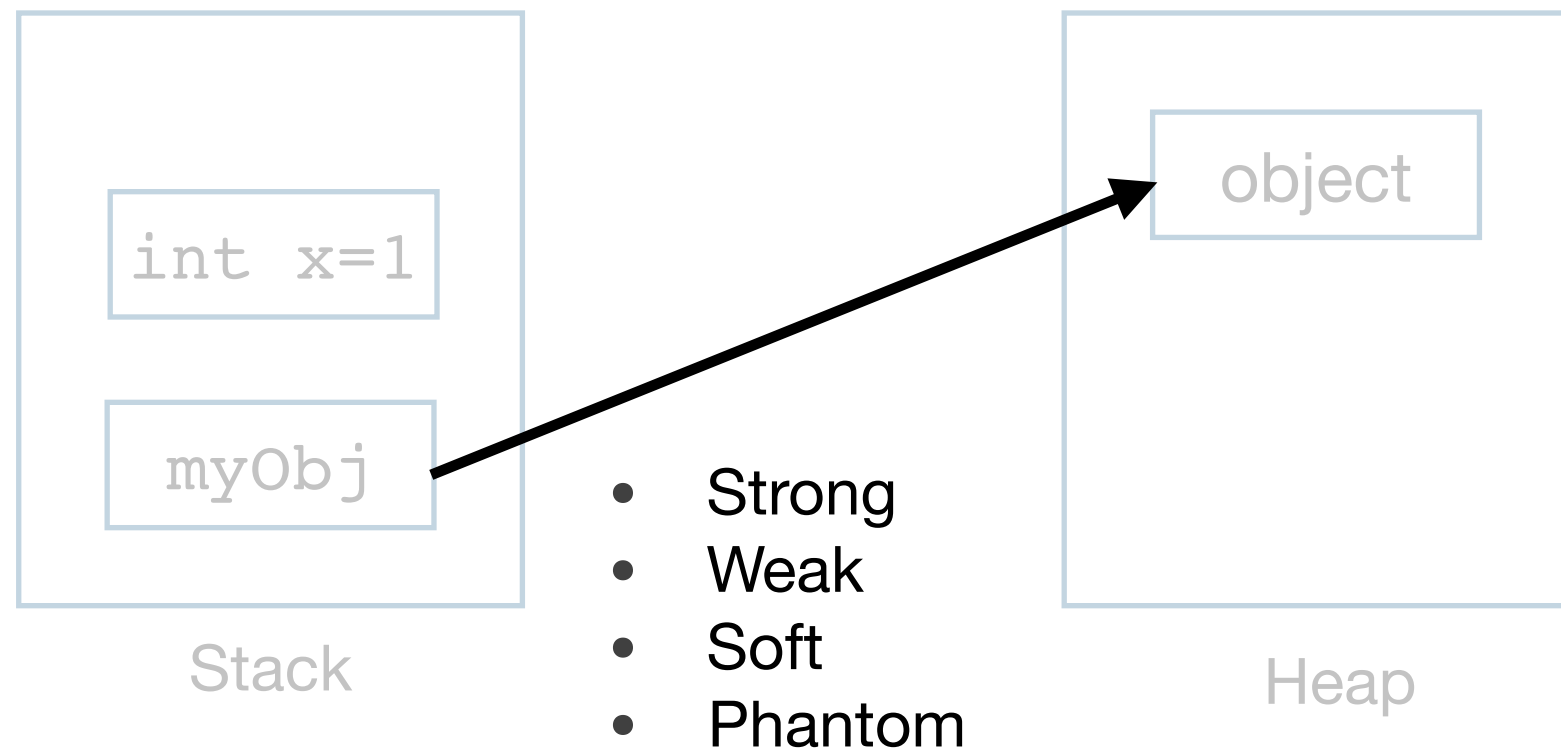 int x=1
myObj
Stack
object
Heap
Strong
Weak
Soft
Phantom